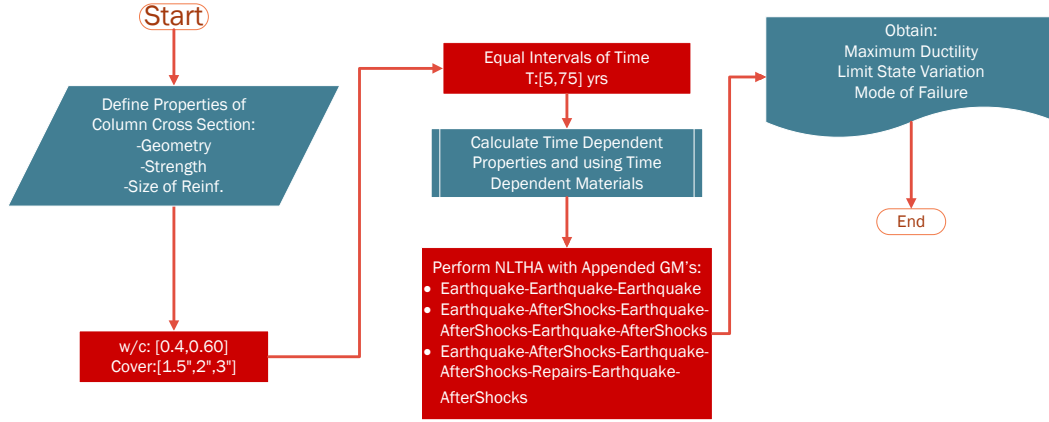 Start
Define Properties of
Column Cross Section:
-Geometry
-Strength
-Size of Reinf.
w/c: [0.4,0.60]
Cover:[1.5",2",3"]
Equal Intervals of Time
T:[5,75] yrs
Calculate Time Dependent
Properties and using Time
Dependent Materials
Perform NLTHA with Appended GM's:
• Earthquake-Earthquake-Earthquake
• Earthquake-AfterShocks-Earthquake-
AfterShocks-Earthquake-AfterShocks
• Earthquake-AfterShocks-Earthquake-
AfterShocks-Repairs-Earthquake-
AfterShocks
Obtain:
Maximum Ductility
Limit State Variation
Mode of Failure
End